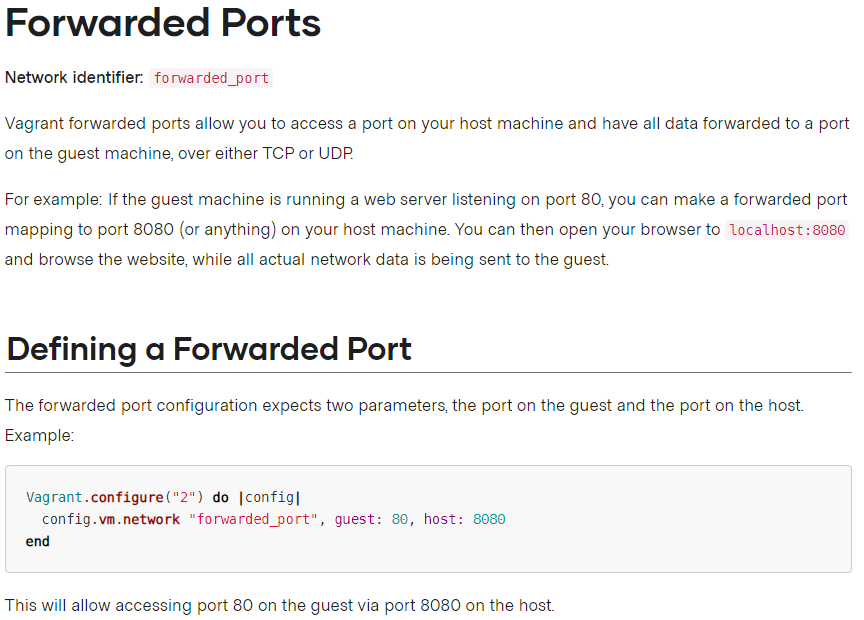 Forwarded Ports
Network identifier: forwarded_port
Vagrant forwarded ports allow you to access a port on your host machine and have all data forwarded to a port
on the guest machine, over either TCP or UDP.
For example: If the guest machine is running a web server listening on port 80, you can make a forwarded port
mapping to port 8080 (or anything) on your host machine. You can then open your browser to localhost:8080
and browse the website, while all actual network data is being sent to the guest.
Defining a Forwarded Port
The forwarded port configuration expects two parameters, the port on the guest and the port on the host.
Example:
Vagrant.configure("2") do |config|
  config.vm.network "forwarded_port", guest: 80, host: 8080
end
This will allow accessing port 80 on the guest via port 8080 on the host.